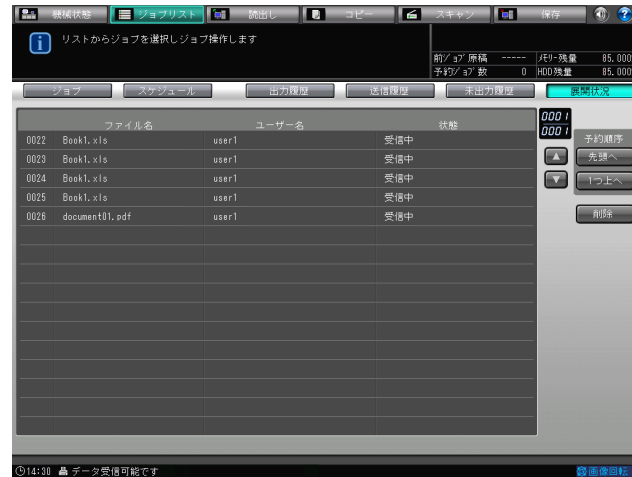 機械状態 ジョブリスト 読出し コピー スキャン 保存
リストからジョブを選択しジョブ操作します
前ジョブ原稿 ----- メモリー残量 85.000
予約ジョブ数 0 HDD残量 85.000
ジョブ スケジュール 出力履歴 送信履歴 未出力履歴 展開状況
ファイル名 ユーザー名 状態
0001
0001
予約順序
0022 Book1.xls user1 受信中
先頭へ
0023 Book1.xls user1 受信中
0024 Book1.xls user1 受信中
1つ上へ
0025 Book1.xls user1 受信中
0026 document01.pdf user1 受信中
削除
14:30 データ受信可能です
画像回転